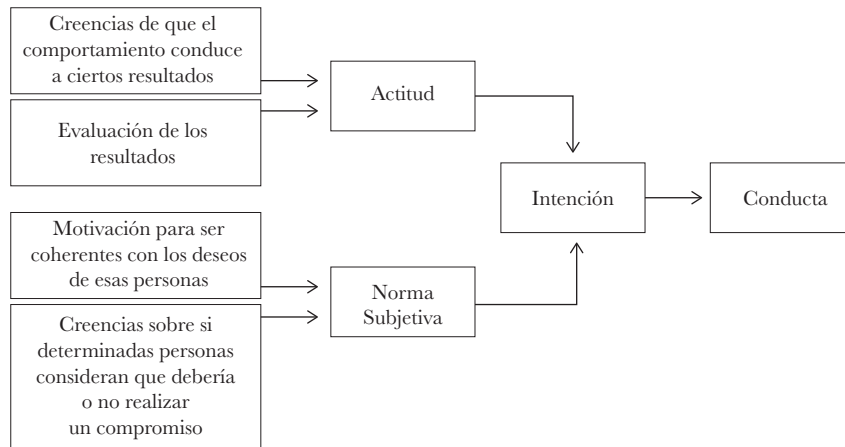 Creencias de que el
comportamiento conduce
a ciertos resultados
Actitud
Evaluación de los
resultados
Intención
Conducta
Motivación para ser
coherentes con los deseos
de esas personas
Norma
Subjetiva
Creencias sobre si
determinadas personas
consideran que debería
o no realizar
un compromiso